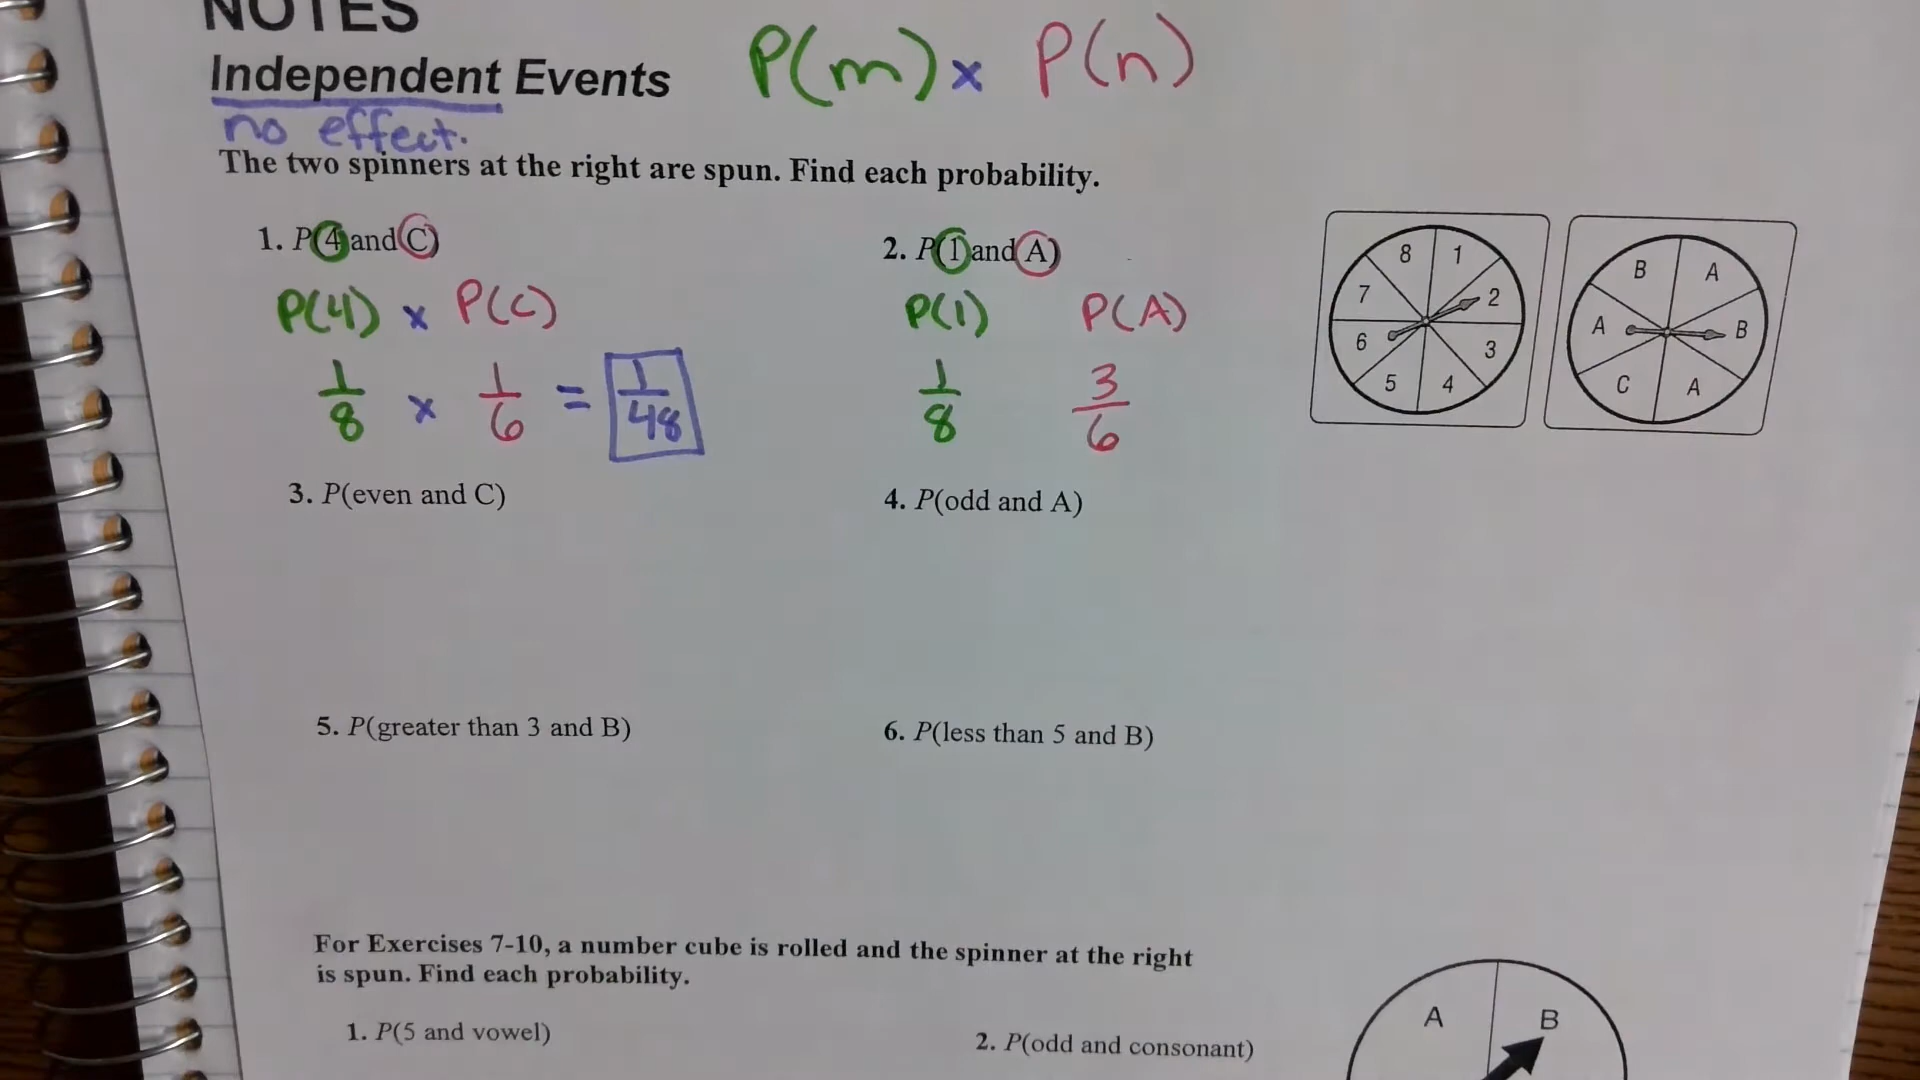 NOTES
Independent Events P(m) x P(n)
no effect.
The two spinners at the right are spun. Find each probability.
1. P(4 and C)
2. P(1 and A)
P(4) x P(C)
1/8 x 1/6 = 1/48
P(1) P(A)
1/8 3/6
8 1
7 2
6 3
5 4
B A
A B
C A
3. P(even and C)
4. P(odd and A)
5. P(greater than 3 and B)
6. P(less than 5 and B)
For Exercises 7-10, a number cube is rolled and the spinner at the right
is spun. Find each probability.
1. P(5 and vowel)
2. P(odd and consonant)
A B